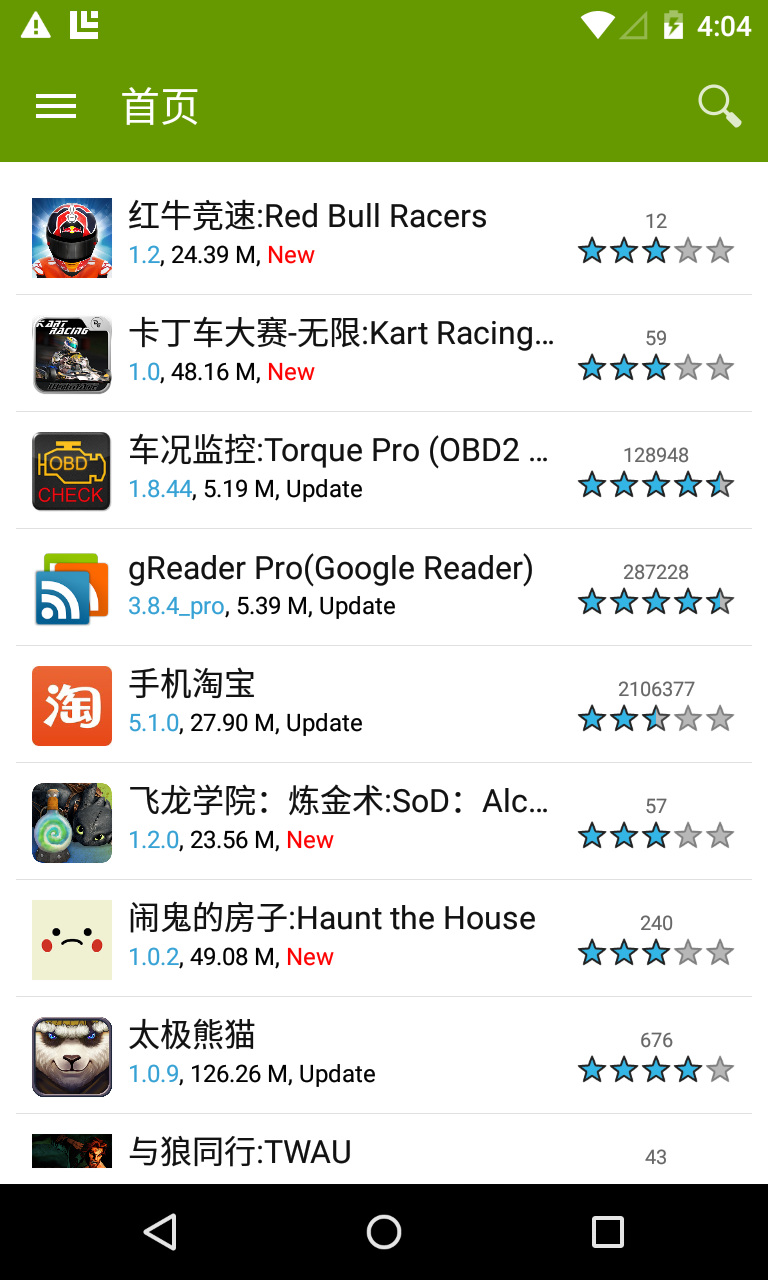 4:04
首页
红牛竞速:Red Bull Racers
12
1.2, 24.39 M, New
KART RACING
卡丁车大赛-无限:Kart Racing...
59
1.0, 48.16 M, New
OBD
CHECK
车况监控:Torque Pro (OBD2 ...
128948
1.8.44, 5.19 M, Update
gReader Pro(Google Reader)
287228
3.8.4_pro, 5.39 M, Update
淘
手机淘宝
2106377
5.1.0, 27.90 M, Update
飞龙学院：炼金术:SoD：Alc...
57
1.2.0, 23.56 M, New
闹鬼的房子:Haunt the House
240
1.0.2, 49.08 M, New
太极熊猫
676
1.0.9, 126.26 M, Update
与狼同行:TWAU
43